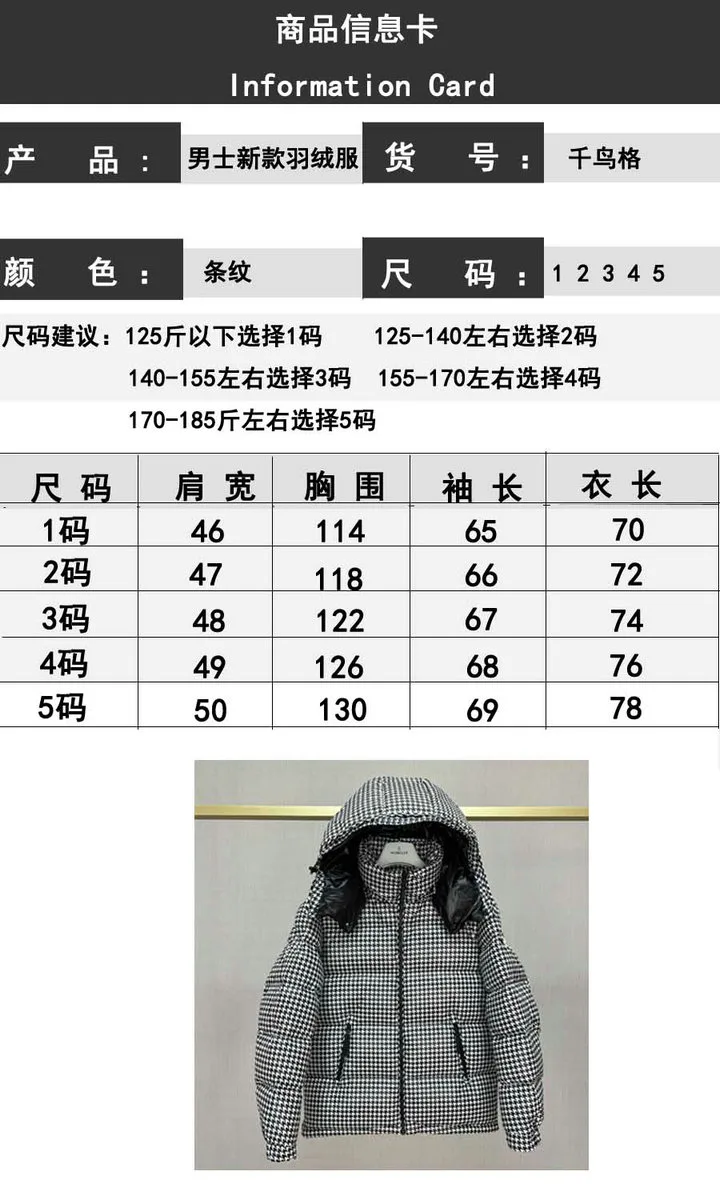 商品信息卡
Information Card
产 品 : 男士新款羽绒服 货 号 : 千鸟格
颜 色 : 条纹 尺 码 : 1 2 3 4 5
尺码建议: 125斤以下选择1码 125-140左右选择2码
140-155左右选择3码 155-170左右选择4码
170-185斤左右选择5码
尺 码 肩 宽 胸 围 袖 长 衣 长
1码 46 114 65 70
2码 47 118 66 72
3码 48 122 67 74
4码 49 126 68 76
5码 50 130 69 78